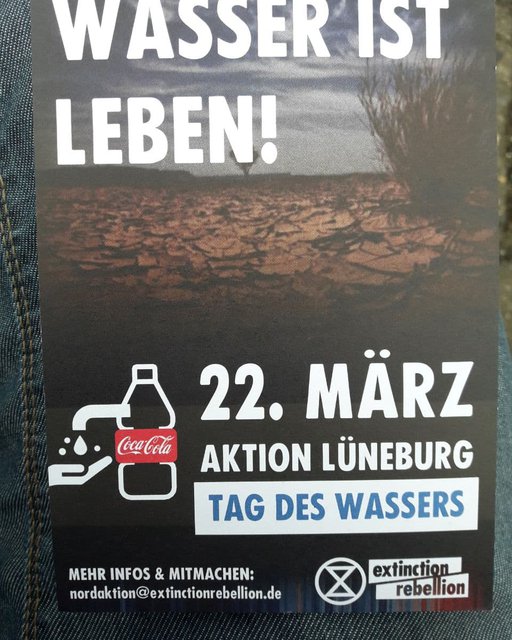 WASSER IST
LEBEN!
Coca-Cola
22. MÄRZ
AKTION LÜNEBURG
TAG DES WASSERS
MEHR INFOS & MITMACHEN:
nordaktion@extinctionrebellion.de
extinction
rebellion